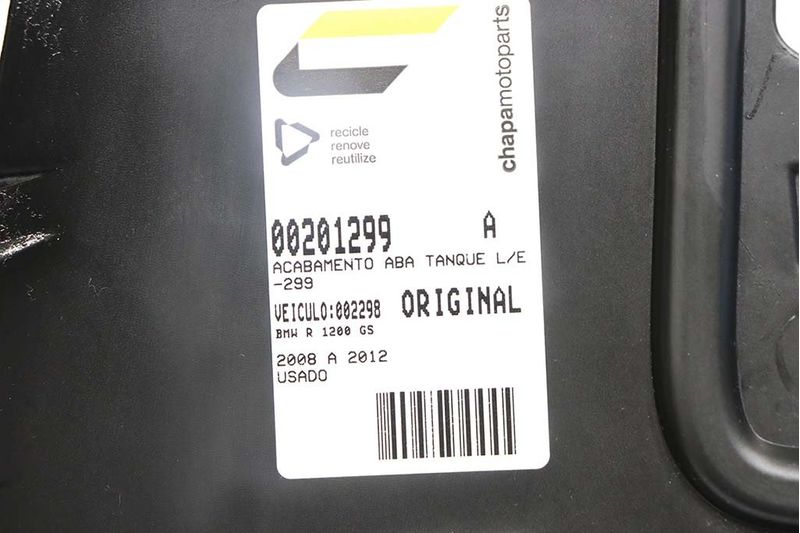 chapamotoparts
recicle
renove
reutilize
00201299 A
ACABAMENTO ABA TANQUE L/E
-299
VEICULO:002298 ORIGINAL
BMW R 1200 GS
2008 A 2012
USADO